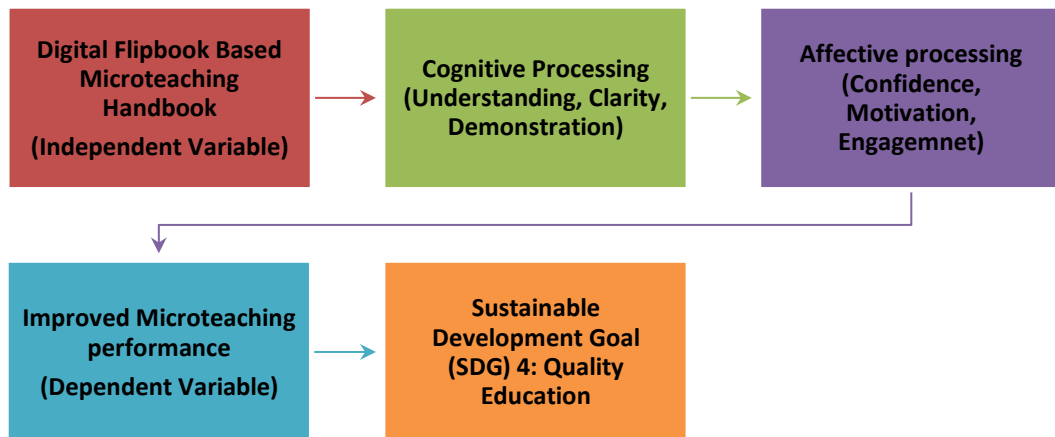 Digital Flipbook Based
Microteaching
Handbook
(Independent Variable)
Cognitive Processing
(Understanding, Clarity,
Demonstration)
Affective processing
(Confidence,
Motivation,
Engagemnet)
Improved Microteaching
performance
(Dependent Variable)
Sustainable
Development Goal
(SDG) 4: Quality
Education